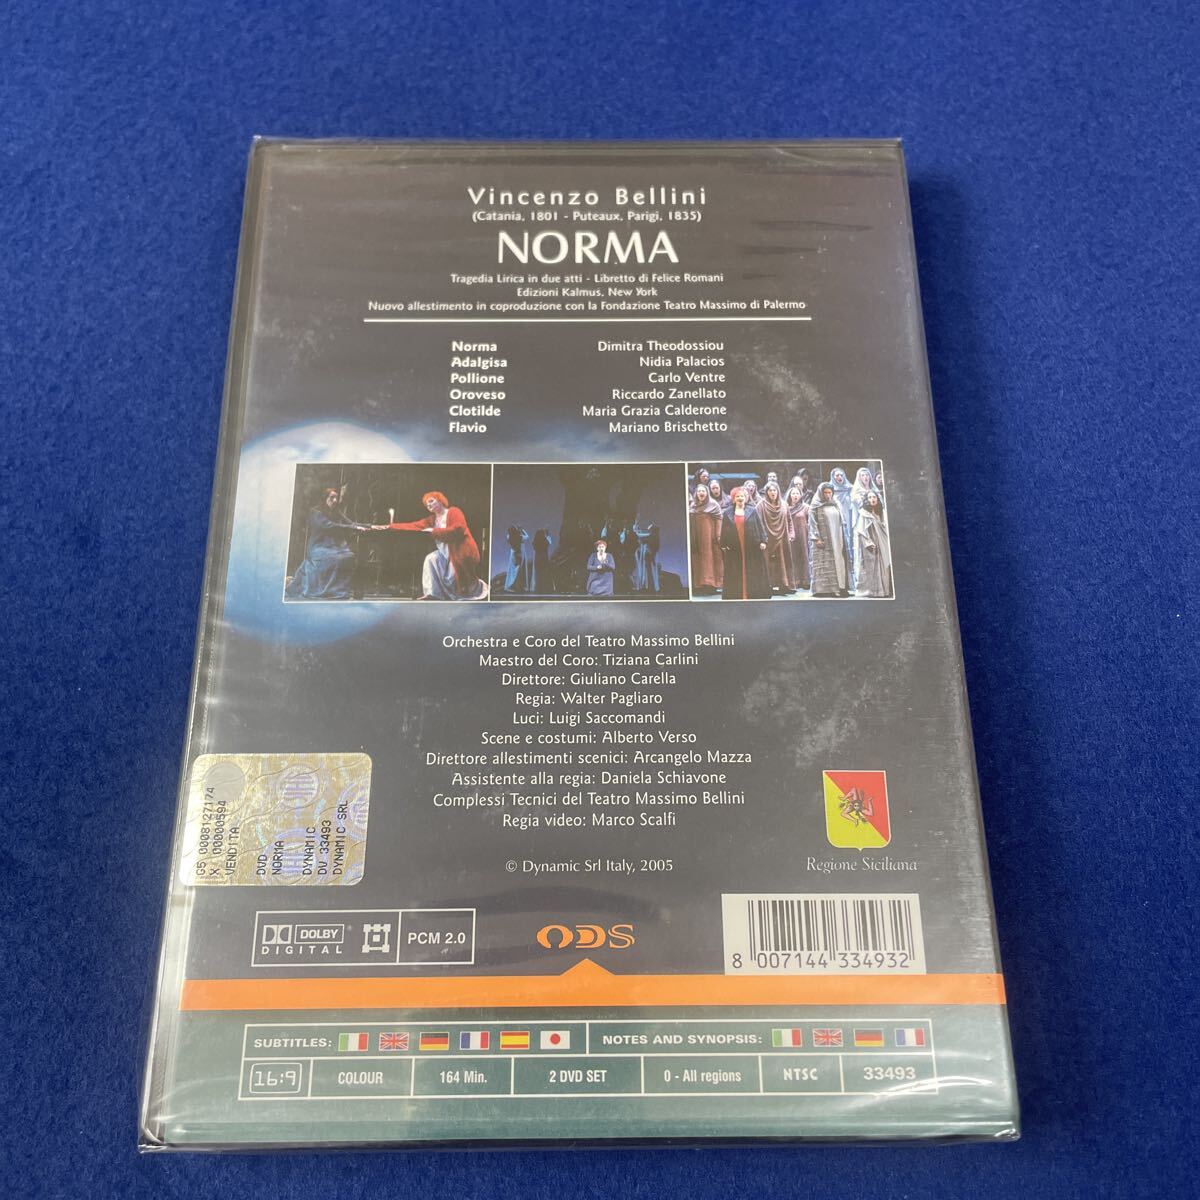 Vincenzo Bellini
(Catania, 1801 - Puteaux, Parigi, 1835)
NORMA
Tragedia Lirica in due atti - Libretto di Felice Romani
Edizioni Kalmus, New York
Nuovo allestimento in coproduzione con la Fondazione Teatro Massimo di Palermo
Norma Dimitra Theodossiou
Adalgisa Nidia Palacios
Pollione Carlo Ventre
Oroveso Riccardo Zanellato
Clotilde Maria Grazia Calderone
Flavio Mariano Brischetto
Orchestra e Coro del Teatro Massimo Bellini
Maestro del Coro: Tiziana Carlini
Direttore: Giuliano Carella
Regia: Walter Pagliaro
Luci: Luigi Saccomandi
Scene e costumi: Alberto Verso
Direttore allestimenti scenici: Arcangelo Mazza
Assistente alla regia: Daniela Schiavone
Complessi Tecnici del Teatro Massimo Bellini
Regia video: Marco Scalfi
© Dynamic Srl Italy, 2005
Regione Siciliana
G5 0008127174
X 00000594
VENDITA
DVD
NORMA
DYNAMIC
DV 33493
DYNAMIC SRL
DOLBY
DIGITAL
PCM 2.0
ODS
8 007144 334932
SUBTITLES:
NOTES AND SYNOPSIS:
16:9 COLOUR 164 Min. 2 DVD SET 0 - All regions NTSC 33493